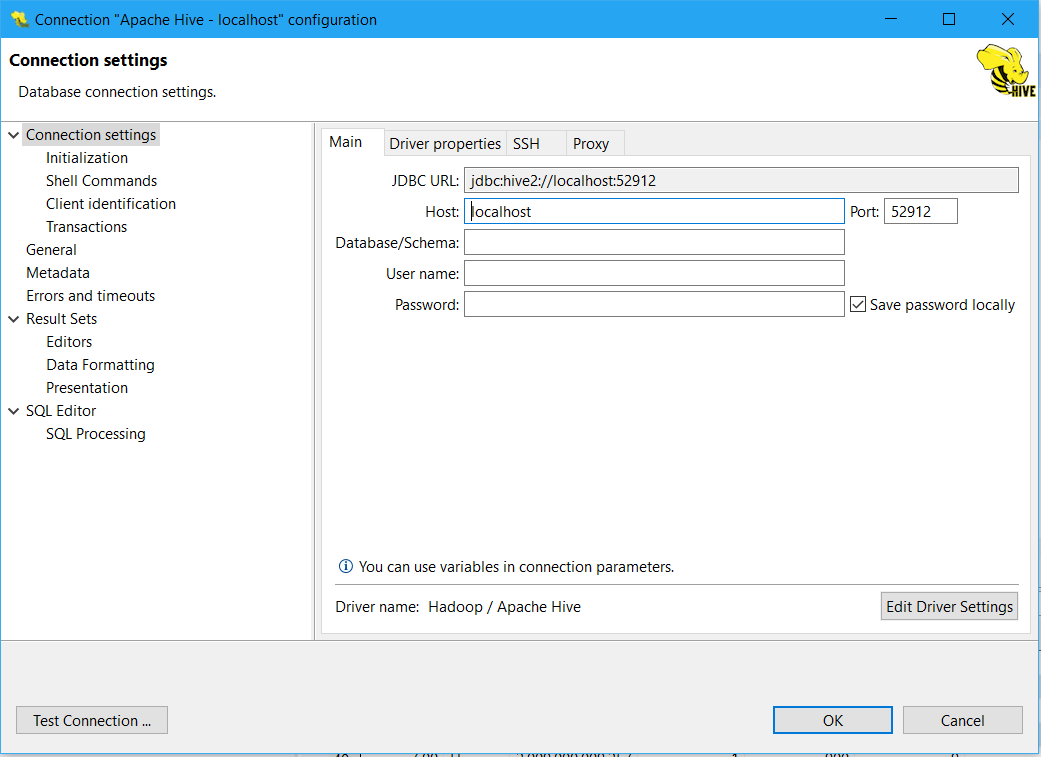 Connection "Apache Hive - localhost" configuration
Connection settings
Database connection settings.
HIVE
Connection settings
Initialization
Shell Commands
Client identification
Transactions
General
Metadata
Errors and timeouts
Result Sets
Editors
Data Formatting
Presentation
SQL Editor
SQL Processing
Main Driver properties SSH Proxy
JDBC URL: jdbc:hive2://localhost:52912
Host: localhost Port: 52912
Database/Schema:
User name:
Password: Save password locally
You can use variables in connection parameters.
Driver name: Hadoop / Apache Hive Edit Driver Settings
Test Connection ... OK Cancel